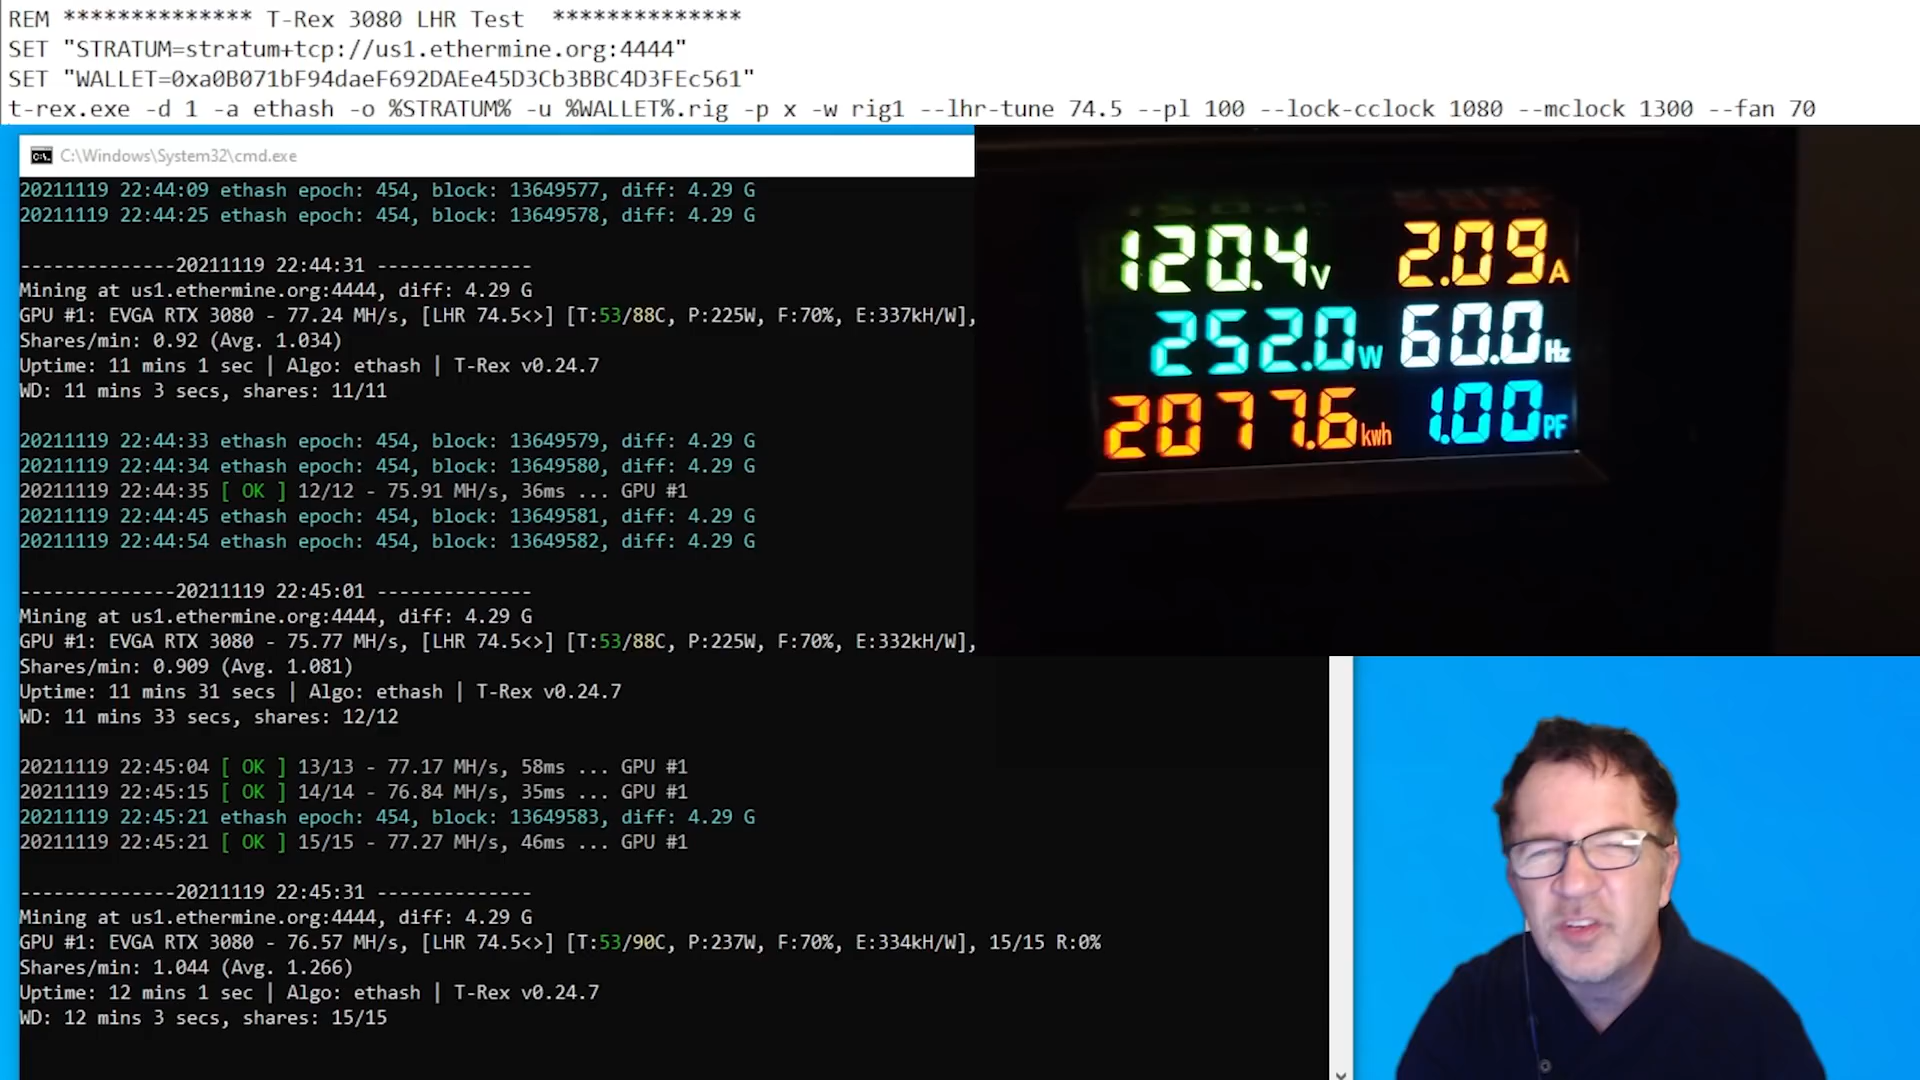 REM ************** T-Rex 3080 LHR Test  **************
SET "STRATUM=stratum+tcp://us1.ethermine.org:4444"
SET "WALLET=0xa0B071bF94daeF692DAEe45D3Cb3BBC4D3FEc561"
t-rex.exe -d 1 -a ethash -o %STRATUM% -u %WALLET%.rig -p x -w rig1 --lhr-tune 74.5 --pl 100 --lock-cclock 1080 --mclock 1300 --fan 70
C:\Windows\System32\cmd.exe
20211119 22:44:09 ethash epoch: 454, block: 13649577, diff: 4.29 G
20211119 22:44:25 ethash epoch: 454, block: 13649578, diff: 4.29 G
--------------20211119 22:44:31 --------------
Mining at us1.ethermine.org:4444, diff: 4.29 G
GPU #1: EVGA RTX 3080 - 77.24 MH/s, [LHR 74.5<>] [T:53/88C, P:225W, F:70%, E:337kH/W],
Shares/min: 0.92 (Avg. 1.034)
Uptime: 11 mins 1 sec | Algo: ethash | T-Rex v0.24.7
WD: 11 mins 3 secs, shares: 11/11
20211119 22:44:33 ethash epoch: 454, block: 13649579, diff: 4.29 G
20211119 22:44:34 ethash epoch: 454, block: 13649580, diff: 4.29 G
20211119 22:44:35 [ OK ] 12/12 - 75.91 MH/s, 36ms ... GPU #1
20211119 22:44:45 ethash epoch: 454, block: 13649581, diff: 4.29 G
20211119 22:44:54 ethash epoch: 454, block: 13649582, diff: 4.29 G
--------------20211119 22:45:01 --------------
Mining at us1.ethermine.org:4444, diff: 4.29 G
GPU #1: EVGA RTX 3080 - 75.77 MH/s, [LHR 74.5<>] [T:53/88C, P:225W, F:70%, E:332kH/W],
Shares/min: 0.909 (Avg. 1.081)
Uptime: 11 mins 31 secs | Algo: ethash | T-Rex v0.24.7
WD: 11 mins 33 secs, shares: 12/12
20211119 22:45:04 [ OK ] 13/13 - 77.17 MH/s, 58ms ... GPU #1
20211119 22:45:15 [ OK ] 14/14 - 76.84 MH/s, 35ms ... GPU #1
20211119 22:45:21 ethash epoch: 454, block: 13649583, diff: 4.29 G
20211119 22:45:21 [ OK ] 15/15 - 77.27 MH/s, 46ms ... GPU #1
--------------20211119 22:45:31 --------------
Mining at us1.ethermine.org:4444, diff: 4.29 G
GPU #1: EVGA RTX 3080 - 76.57 MH/s, [LHR 74.5<>] [T:53/90C, P:237W, F:70%, E:334kH/W], 15/15 R:0%
Shares/min: 1.044 (Avg. 1.266)
Uptime: 12 mins 1 sec | Algo: ethash | T-Rex v0.24.7
WD: 12 mins 3 secs, shares: 15/15
120.4V 2.09A
252.0W 60.0Hz
2077.6kwh 1.00PF